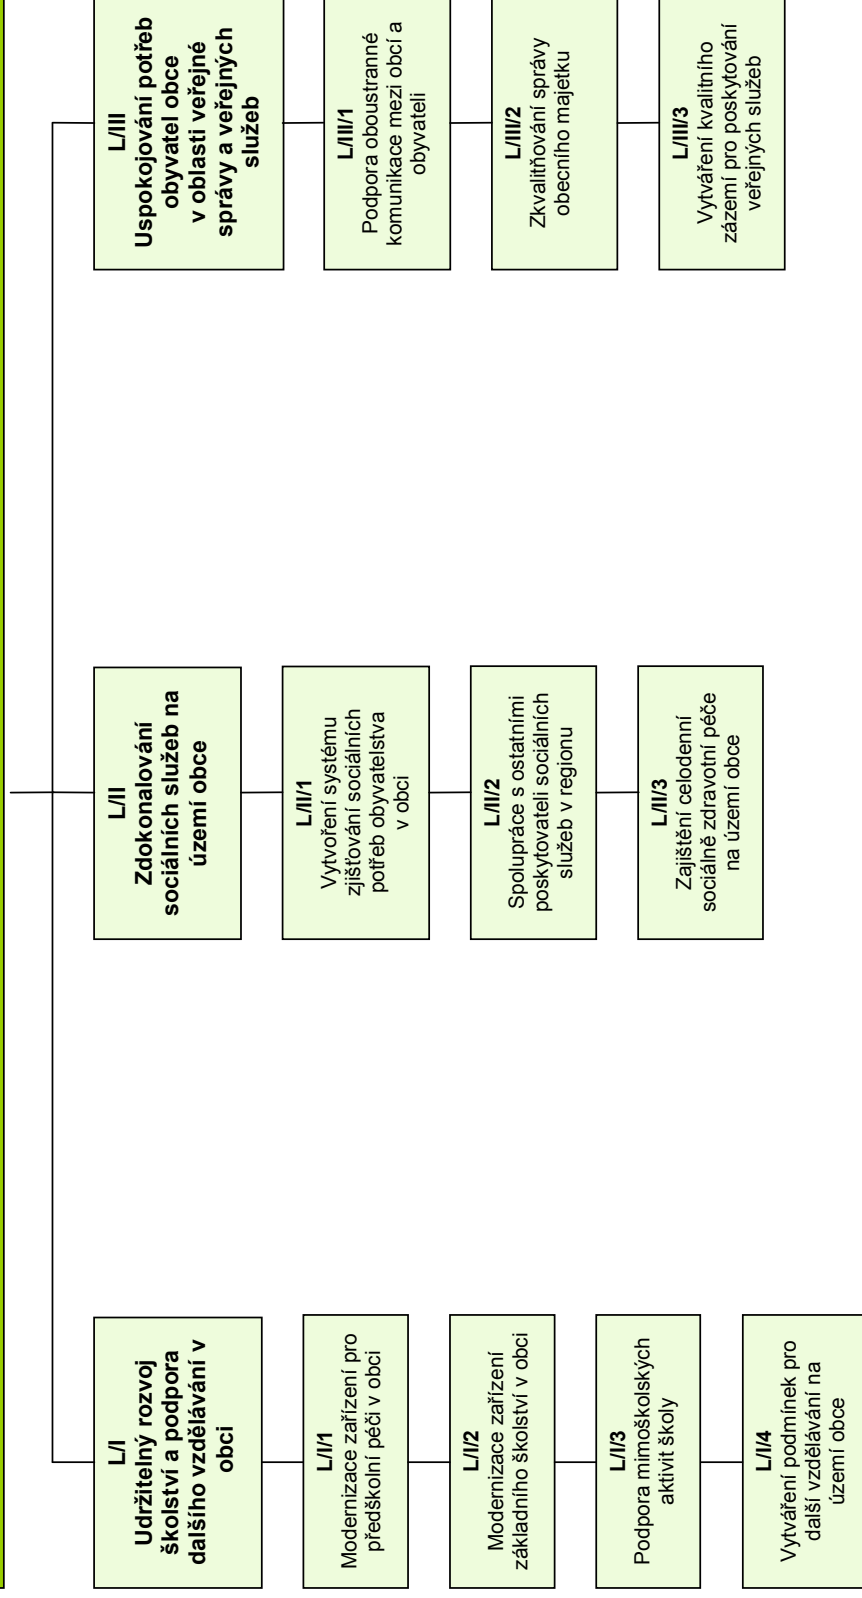 L/I
Udržitelný rozvoj
školství a podpora
dalšího vzdělávání v
obci
L/I/1
Modernizace zařízení pro
předškolní péči v obci
L/I/2
Modernizace zařízení
základního školství v obci
L/I/3
Podpora mimoškolských
aktivit školy
L/I/4
Vytváření podmínek pro
další vzdělávání na
území obce
L/II
Zdokonalování
sociálních služeb na
území obce
L/II/1
Vytvoření systému
zjišťování sociálních
potřeb obyvatelstva
v obci
L/II/2
Spolupráce s ostatními
poskytovateli sociálních
služeb v regionu
L/II/3
Zajištění celodenní
sociálně zdravotní péče
na území obce
L/III
Uspokojování potřeb
obyvatel obce
v oblasti veřejné
správy a veřejných
služeb
L/III/1
Podpora oboustranné
komunikace mezi obcí a
obyvateli
L/III/2
Zkvalitňování správy
obecního majetku
L/III/3
Vytváření kvalitního
zázemí pro poskytování
veřejných služeb